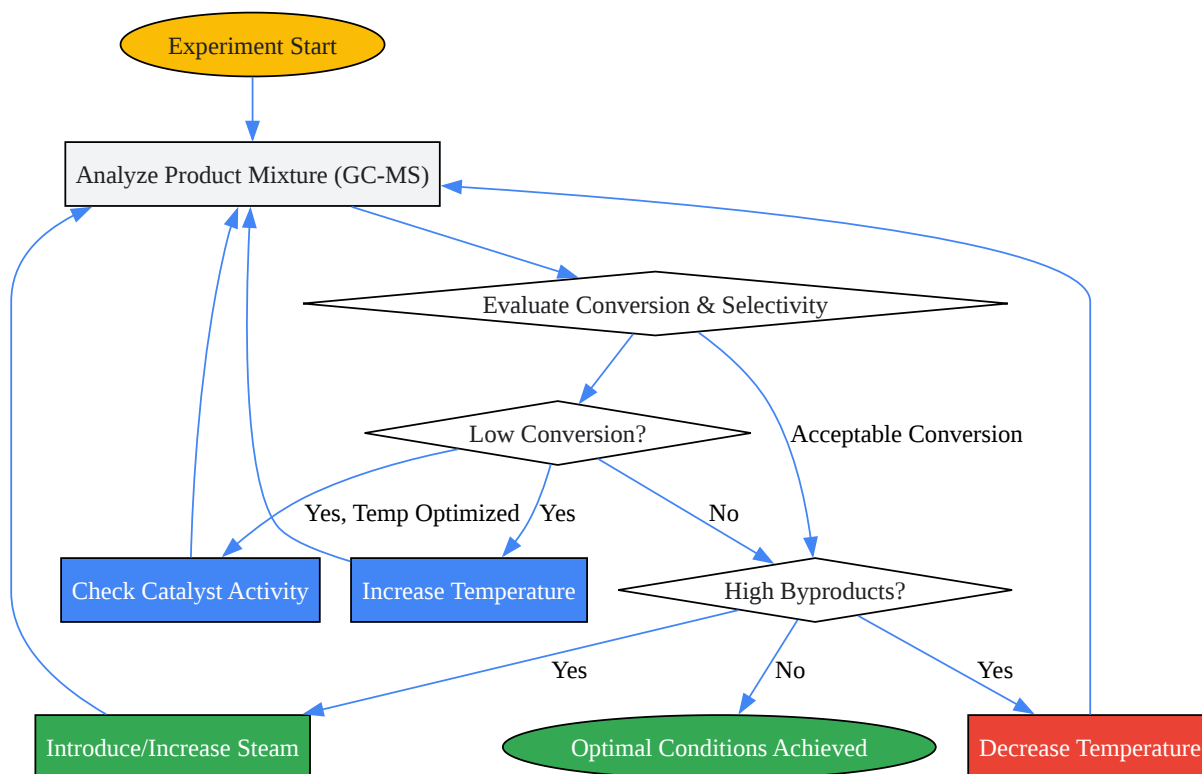 Experiment Start
Analyze Product Mixture (GC-MS)
Evaluate Conversion & Selectivity
Low Conversion?
Acceptable Conversion
Yes, Temp Optimized
Yes
No
Check Catalyst Activity
Increase Temperature
High Byproducts?
Yes
No
Yes
Introduce/Increase Steam
Optimal Conditions Achieved
Decrease Temperature